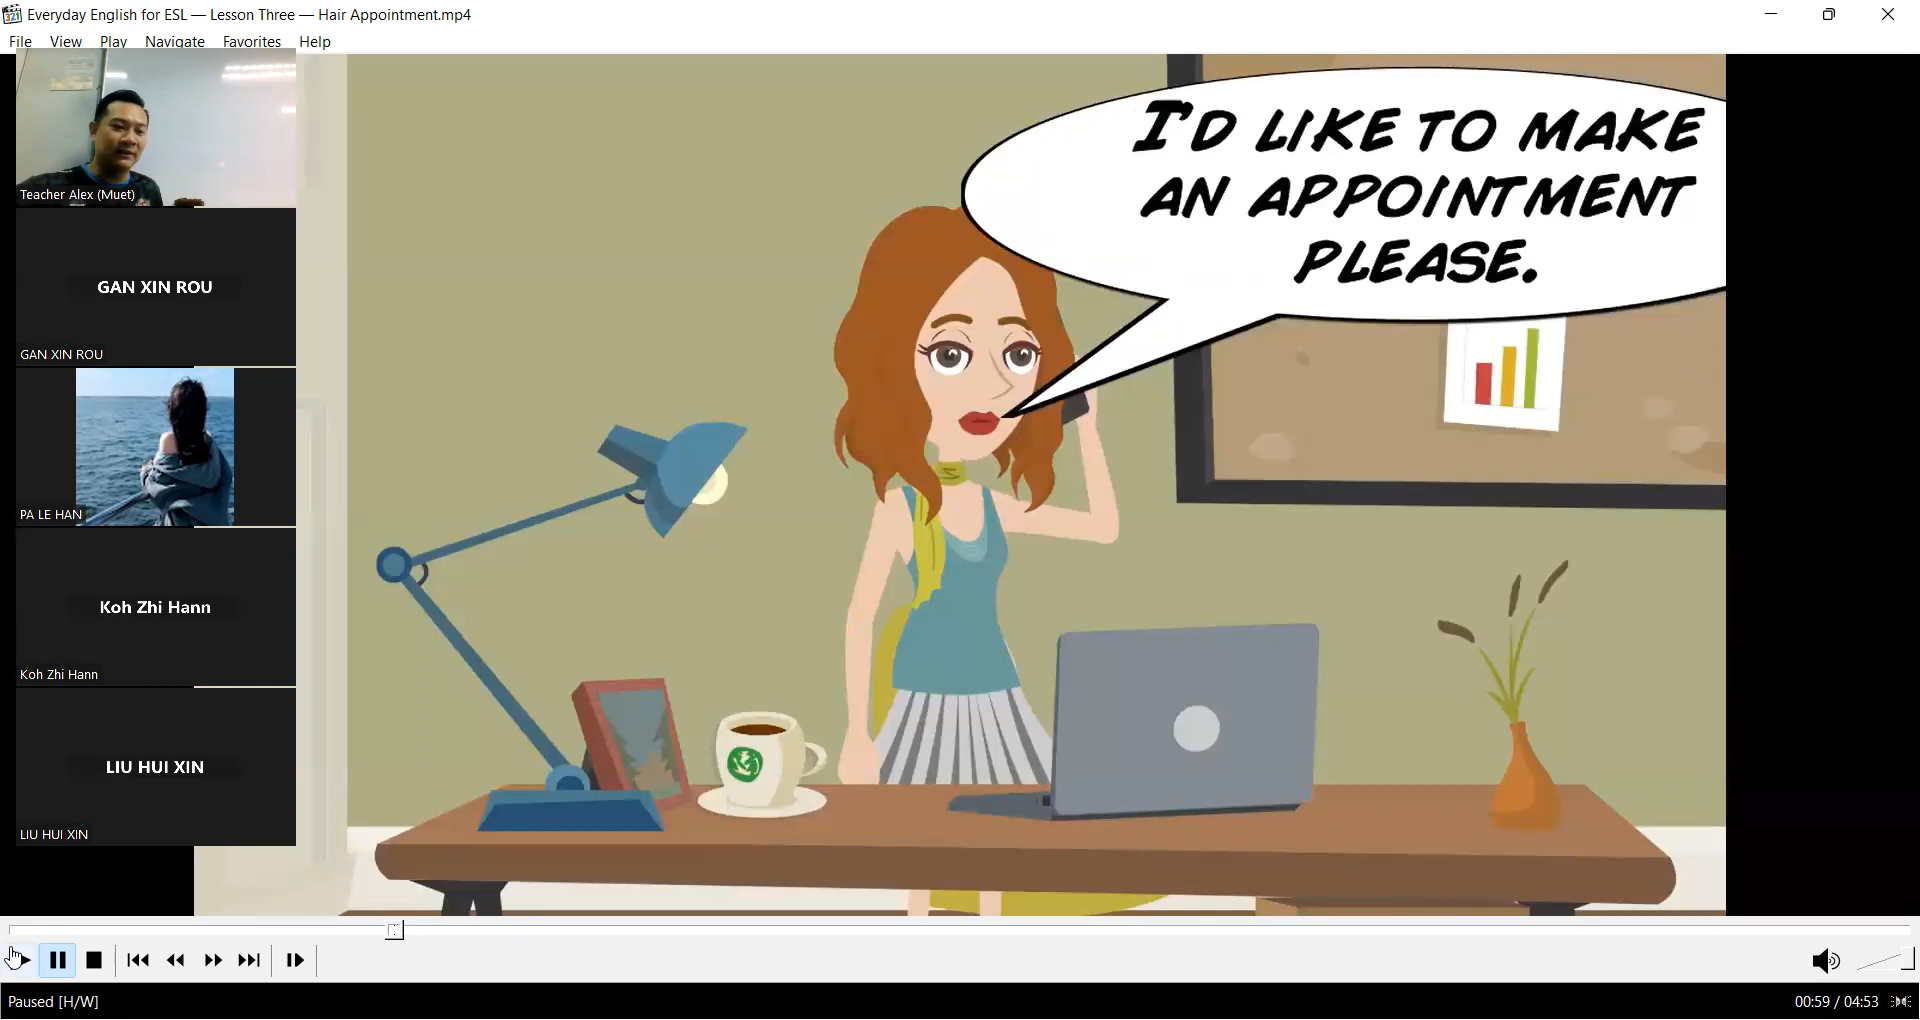 Everyday English for ESL — Lesson Three — Hair Appointment.mp4
File View Play Navigate Favorites Help
Teacher Alex (Muet)
GAN XIN ROU
GAN XIN ROU
PA LE HAN
Koh Zhi Hann
Koh Zhi Hann
LIU HUI XIN
LIU HUI XIN
I'D LIKE TO MAKE
AN APPOINTMENT
PLEASE.
Paused [H/W]
00:59 / 04:53